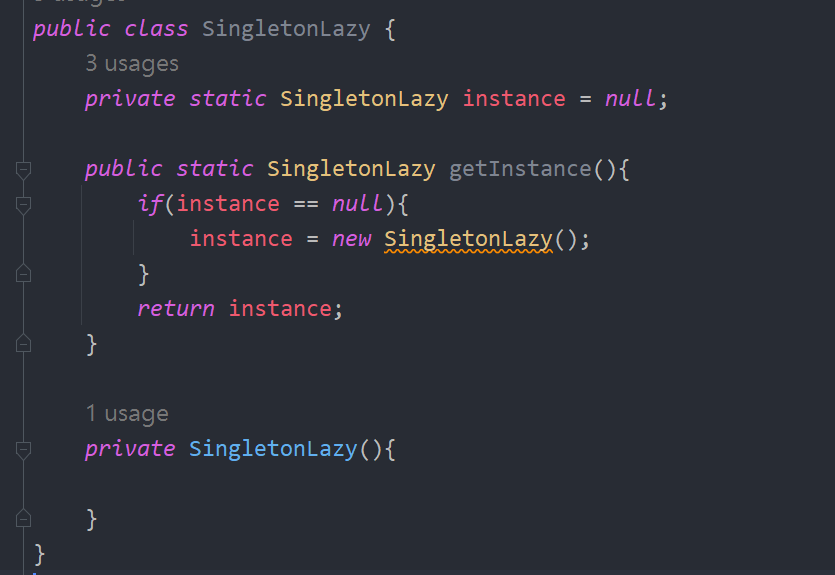 public class SingletonLazy {
3 usages
private static SingletonLazy instance = null;
public static SingletonLazy getInstance(){
if(instance == null){
instance = new SingletonLazy();
}
return instance;
}
1 usage
private SingletonLazy(){
}
}